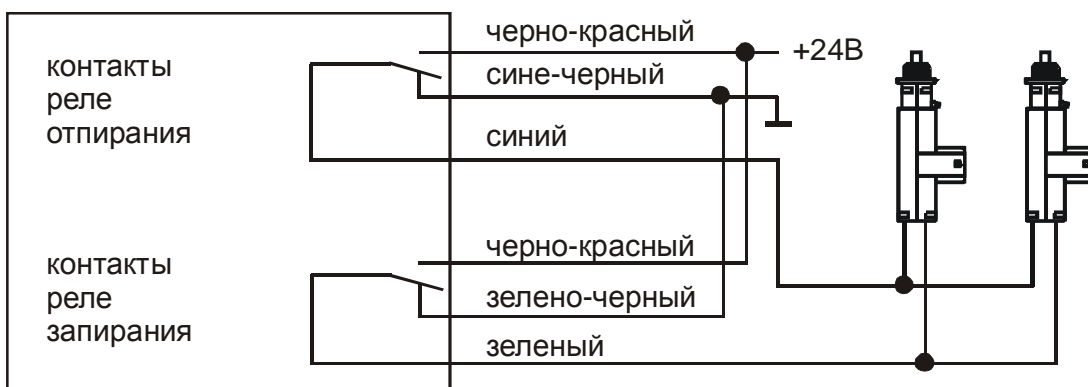 контакты
реле
отпирания
черно-красный
+24В
сине-черный
синий
контакты
реле
запирания
черно-красный
зелено-черный
зеленый